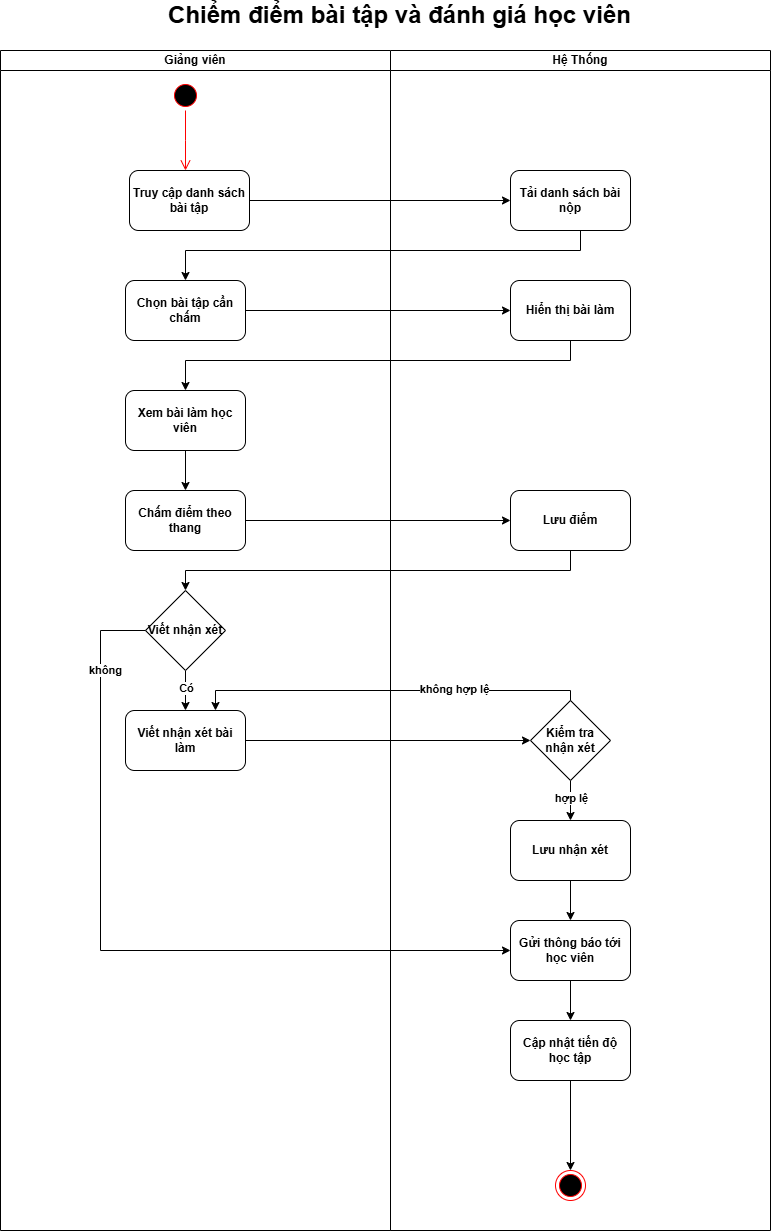 Chiểm điểm bài tập và đánh giá học viên
Giảng viên
Hệ Thống
Truy cập danh sách
bài tập
Tải danh sách bài
nộp
Chọn bài tập cần
chấm
Hiển thị bài làm
Xem bài làm học
viên
Chấm điểm theo
thang
Lưu điểm
Viết nhận xét
không
Có
không hợp lệ
Viết nhận xét bài
làm
Kiểm tra
nhận xét
hợp lệ
Lưu nhận xét
Gửi thông báo tới
học viên
Cập nhật tiến độ
học tập